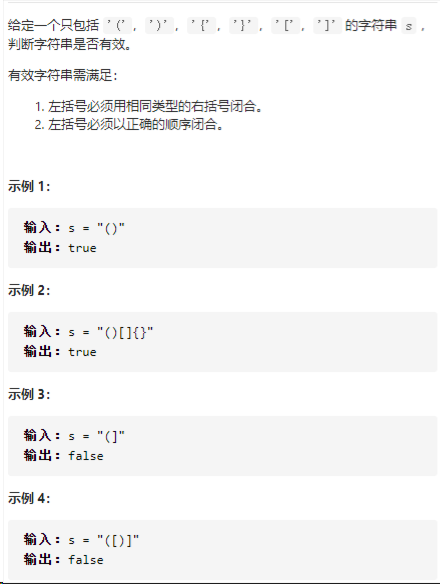 给定一个只包括 '(', ')', '{', '}', '[', ']' 的字符串 s ，
判断字符串是否有效。
有效字符串需满足：
1. 左括号必须用相同类型的右括号闭合。
2. 左括号必须以正确的顺序闭合。
示例 1：
输入：s = "()"
输出：true
示例 2：
输入：s = "()[]{}"
输出：true
示例 3：
输入：s = "(]"
输出：false
示例 4：
输入：s = "([)]"
输出：false